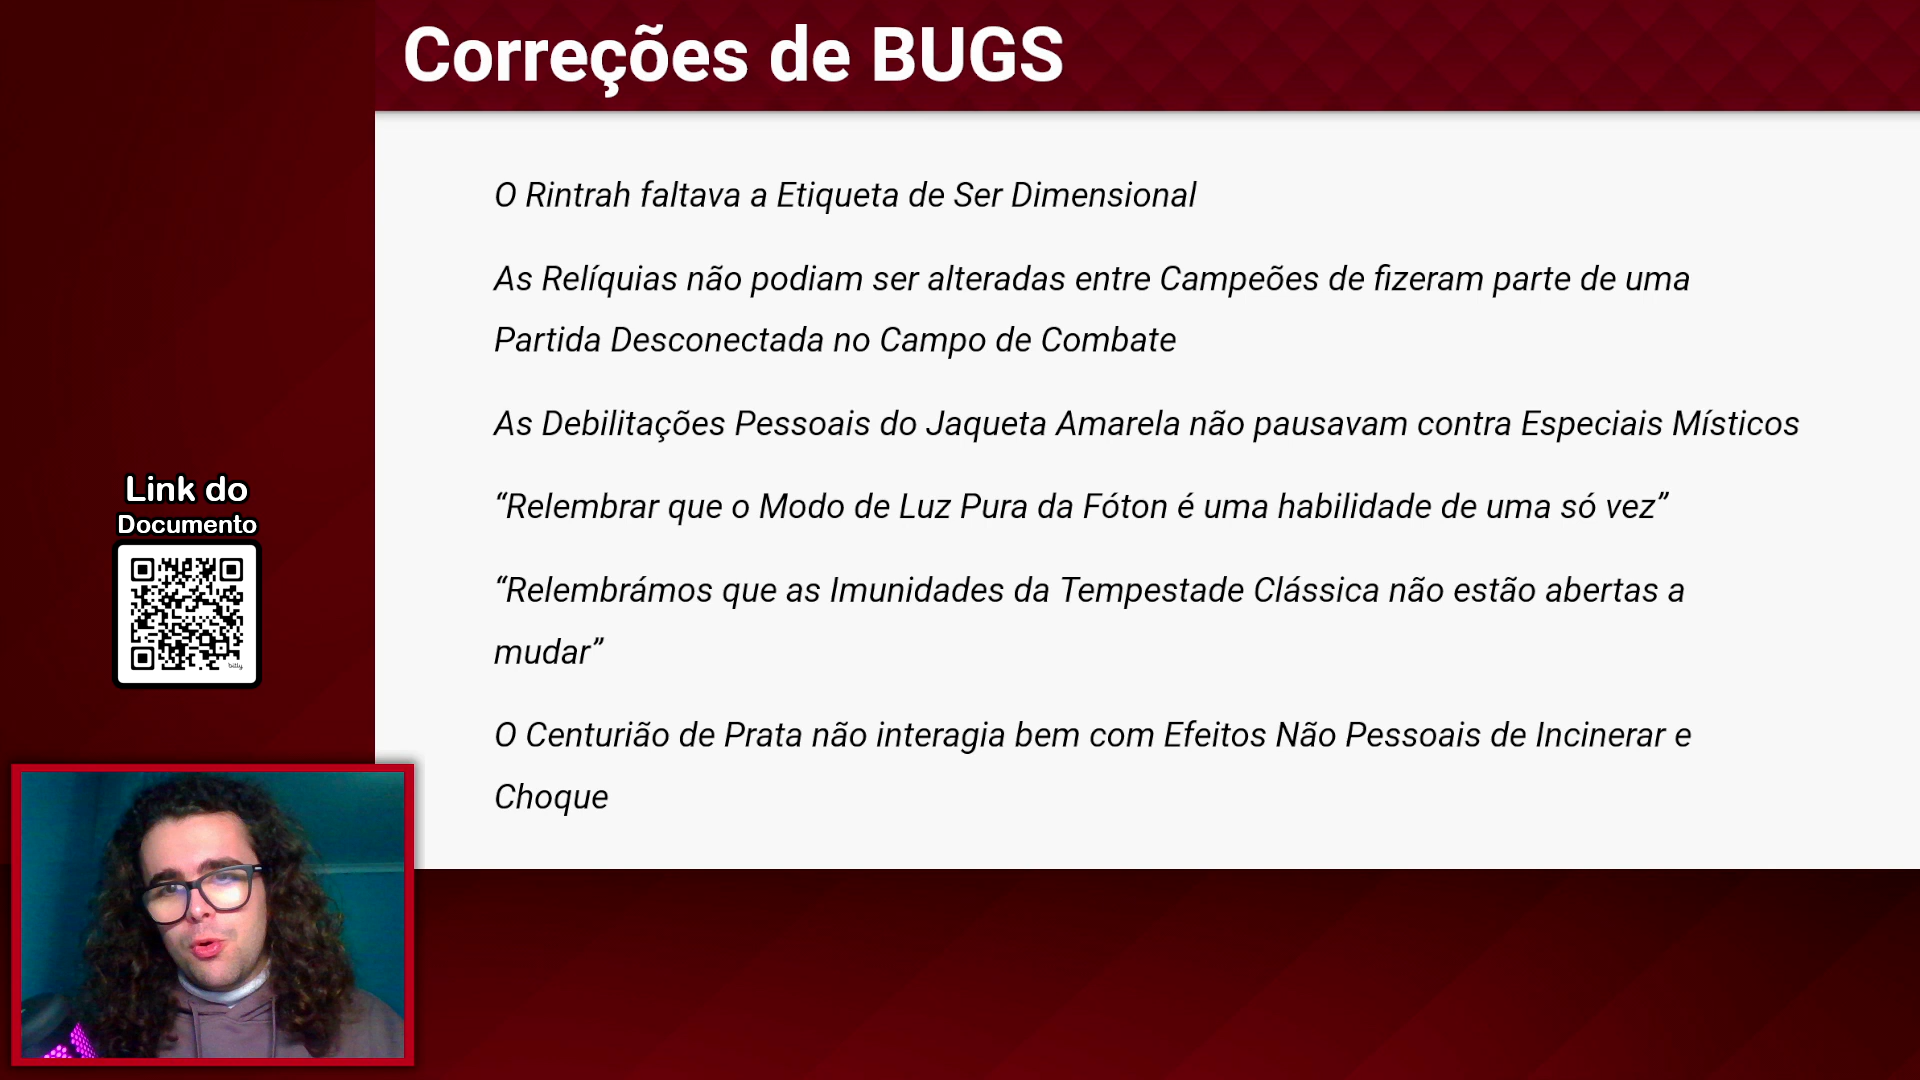 Correções de BUGS
O Rintrah faltava a Etiqueta de Ser Dimensional
As Relíquias não podiam ser alteradas entre Campeões de fizeram parte de uma
Partida Desconectada no Campo de Combate
As Debilitações Pessoais do Jaqueta Amarela não pausavam contra Especiais Místicos
“Relembrar que o Modo de Luz Pura da Fóton é uma habilidade de uma só vez”
“Relembrámos que as Imunidades da Tempestade Clássica não estão abertas a
mudar”
O Centurião de Prata não interagia bem com Efeitos Não Pessoais de Incinerar e
Choque
Link do
Documento
bitly